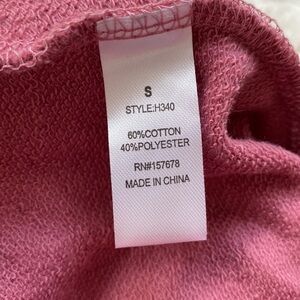 S
STYLE:H340
60%COTTON
40%POLYESTER
RN#157678
MADE IN CHINA